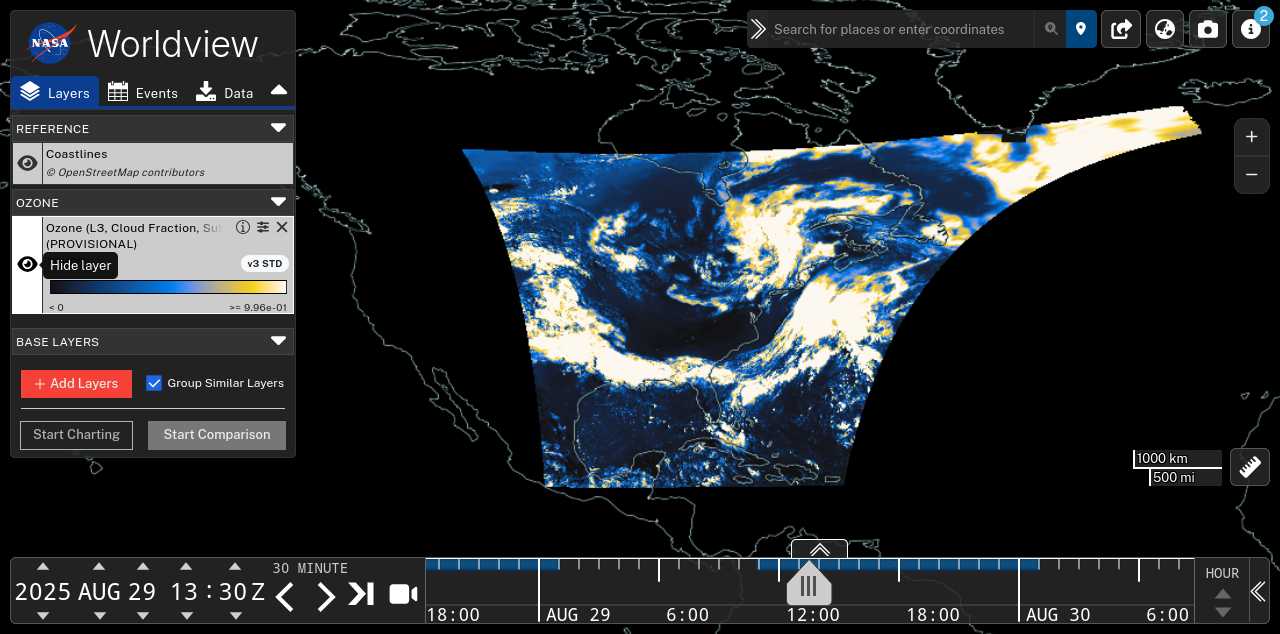 NASA Worldview
Layers Events Data
REFERENCE
Coastlines
© OpenStreetMap contributors
OZONE
Ozone (L3, Cloud Fraction, Su
(PROVISIONAL)
Hide layer
v3 STD
< 0 >= 9.96e-01
BASE LAYERS
+ Add Layers Group Similar Layers
Start Charting Start Comparison
Search for places or enter coordinates
2
+
−
1000 km
500 mi
2025 AUG 29 13 : 30 Z
30 MINUTE
18:00 AUG 29 6:00 12:00 18:00 AUG 30 6:00
HOUR